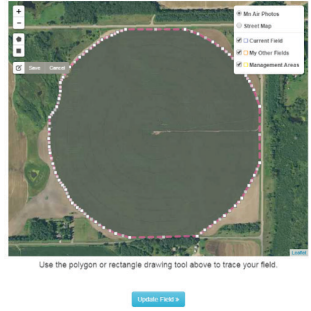 +
−
Save Cancel
Mn Air Photos
Street Map
Current Field
My Other Fields
Management Areas
Leaflet
Use the polygon or rectangle drawing tool above to trace your field.
Update Field »